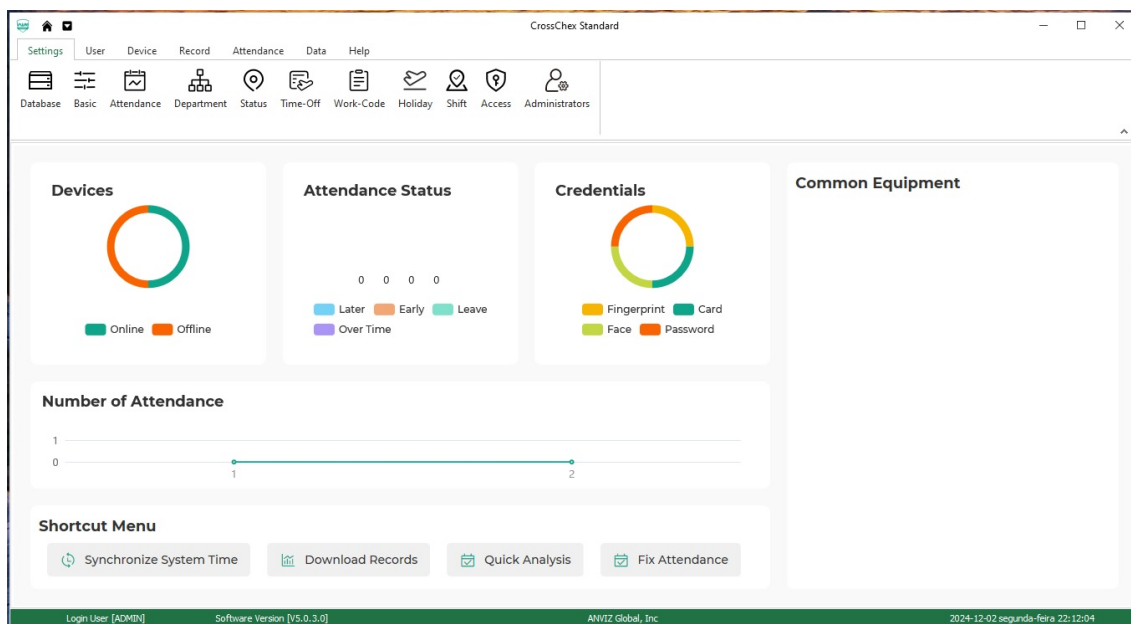 CrossChex Standard
Settings User Device Record Attendance Data Help
Database Basic Attendance Department Status Time-Off Work-Code Holiday Shift Access Administrators
Devices
Online Offline
Attendance Status
0 0 0 0
Later Early Leave
Over Time
Credentials
Fingerprint Card
Face Password
Common Equipment
Number of Attendance
1
0
1 2
Shortcut Menu
Synchronize System Time Download Records Quick Analysis Fix Attendance
Login User [ADMIN] Software Version [V5.0.3.0] ANVIZ Global, Inc 2024-12-02 segunda-feira 22:12:04